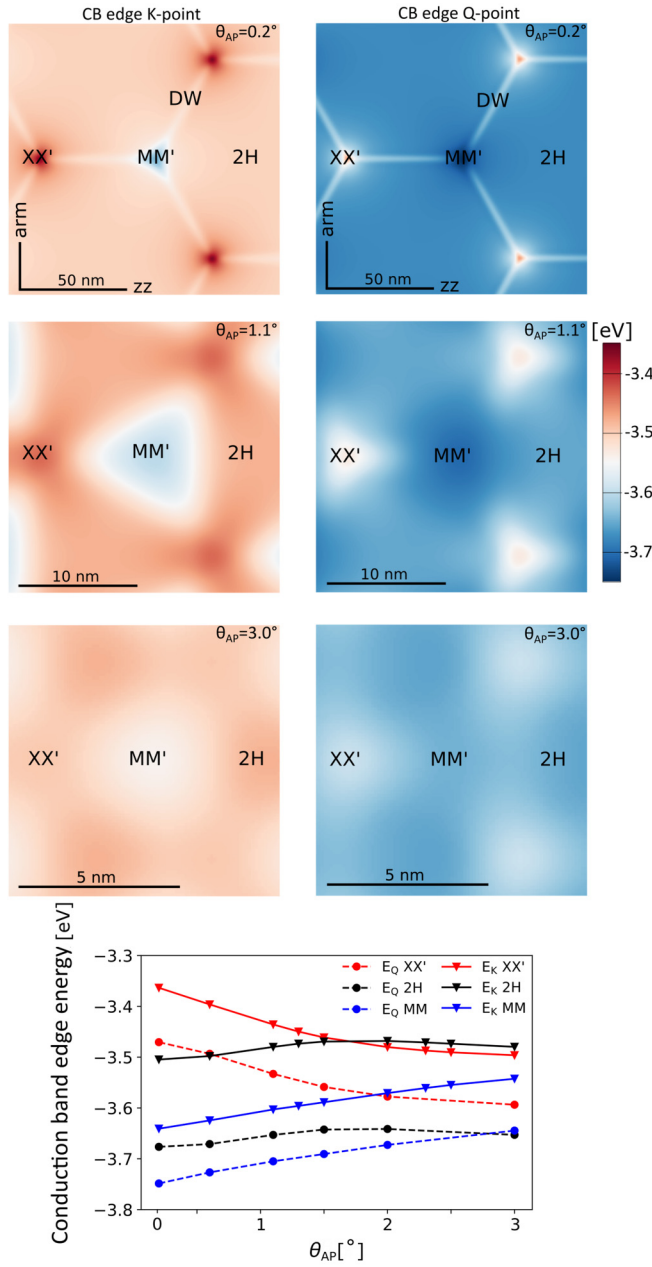 CB edge K-point
CB edge Q-point
θAP=0.2°
DW
XX'
MM'
2H
arm
50 nm
zz
θAP=0.2°
DW
XX'
MM'
2H
arm
50 nm
zz
θAP=1.1°
XX'
MM'
2H
10 nm
θAP=1.1°
XX'
MM'
2H
10 nm
[eV]
-3.4
-3.5
-3.6
-3.7
θAP=3.0°
XX'
MM'
2H
5 nm
θAP=3.0°
XX'
MM'
2H
5 nm
Conduction band edge energy [eV]
−3.3
−3.4
−3.5
−3.6
−3.7
−3.8
EQ XX'
EQ 2H
EQ MM
EK XX'
EK 2H
EK MM
0
1
2
3
θAP[°]